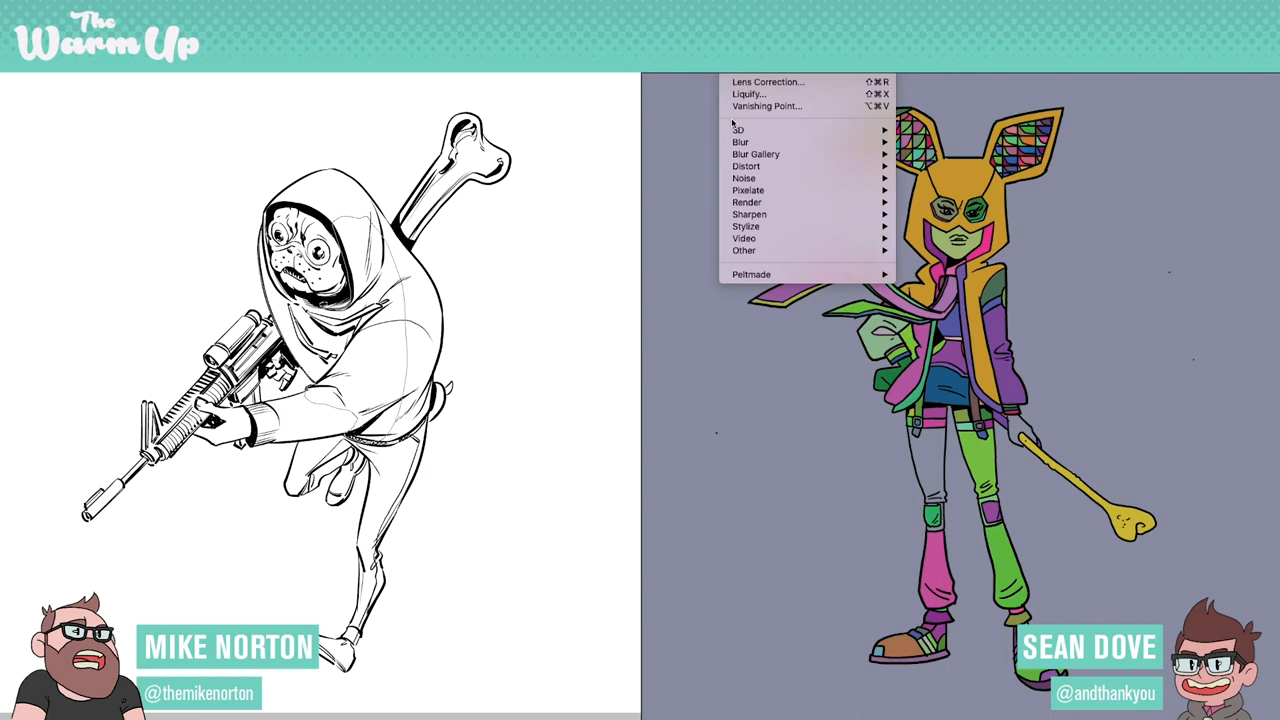 The
Warm Up
Lens Correction... ⇧⌘R
Liquify... ⇧⌘X
Vanishing Point... ⌥⌘V
3D
Blur
Blur Gallery
Distort
Noise
Pixelate
Render
Sharpen
Stylize
Video
Other
Peltmade
MIKE NORTON
@themikenorton
SEAN DOVE
@andthankyou